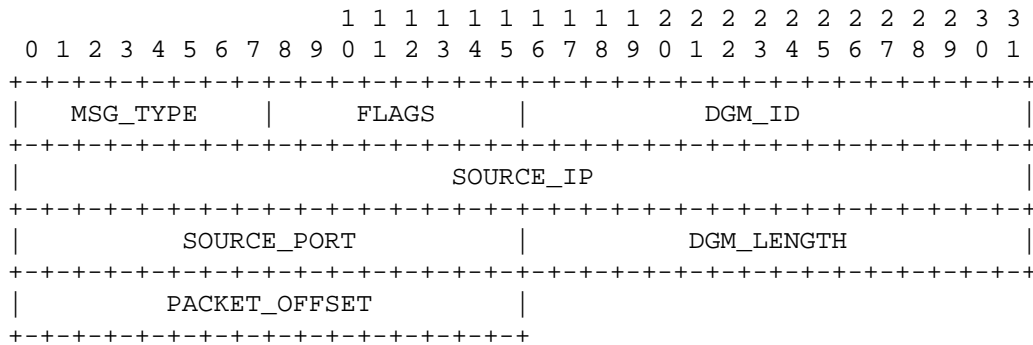 1 1 1 1 1 1 1 1 1 1 2 2 2 2 2 2 2 2 2 2 3 3
 0 1 2 3 4 5 6 7 8 9 0 1 2 3 4 5 6 7 8 9 0 1 2 3 4 5 6 7 8 9 0 1
+-+-+-+-+-+-+-+-+-+-+-+-+-+-+-+-+-+-+-+-+-+-+-+-+-+-+-+-+-+-+-+-+
|   MSG_TYPE    |     FLAGS     |           DGM_ID              |
+-+-+-+-+-+-+-+-+-+-+-+-+-+-+-+-+-+-+-+-+-+-+-+-+-+-+-+-+-+-+-+-+
|                           SOURCE_IP                           |
+-+-+-+-+-+-+-+-+-+-+-+-+-+-+-+-+-+-+-+-+-+-+-+-+-+-+-+-+-+-+-+-+
|          SOURCE_PORT          |          DGM_LENGTH           |
+-+-+-+-+-+-+-+-+-+-+-+-+-+-+-+-+-+-+-+-+-+-+-+-+-+-+-+-+-+-+-+-+
|         PACKET_OFFSET         |
+-+-+-+-+-+-+-+-+-+-+-+-+-+-+-+-+